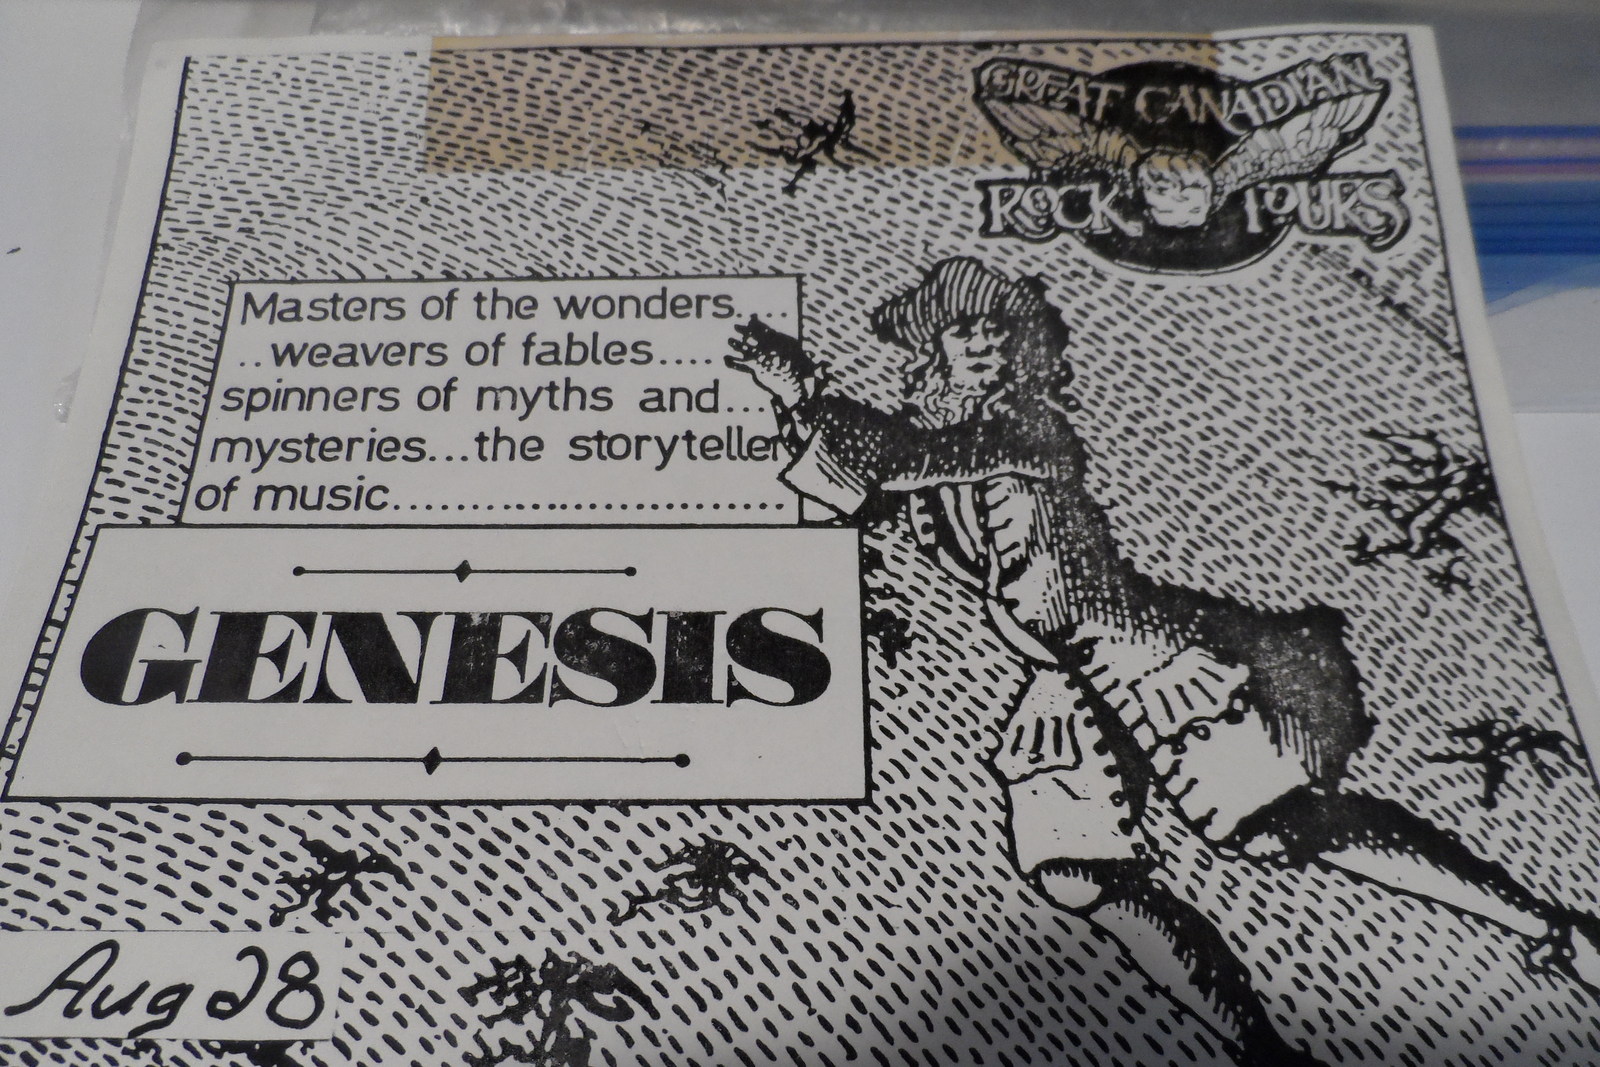 GREAT CANADIAN
ROCK TOURS
Masters of the wonders....
..weavers of fables....
spinners of myths and...
mysteries...the storyteller
of music.................................
GENESIS
Aug 28